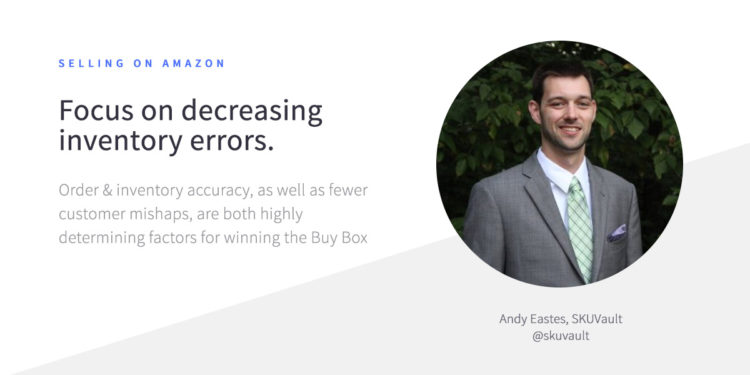 SELLING ON AMAZON
Focus on decreasing
inventory errors.
Order & inventory accuracy, as well as fewer
customer mishaps, are both highly
determining factors for winning the Buy Box
Andy Eastes, SKUVault
@skuvault